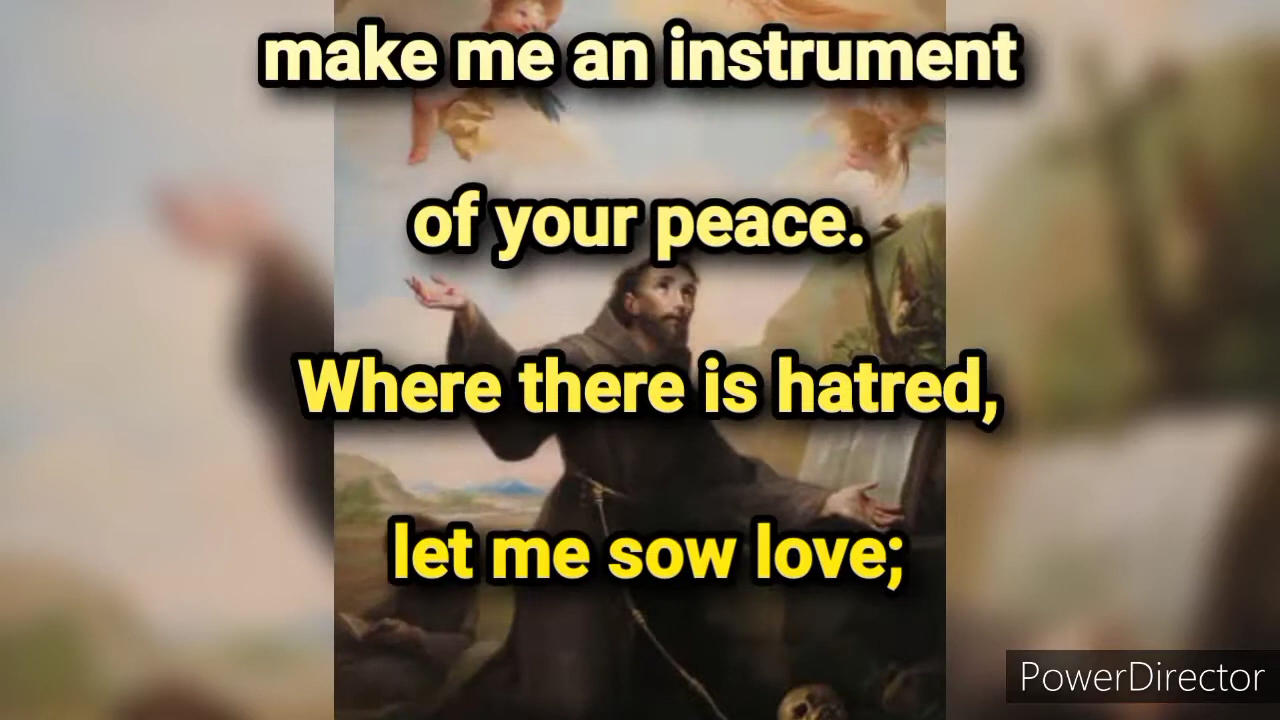 make me an instrument
of your peace.
Where there is hatred,
let me sow love;
PowerDirector